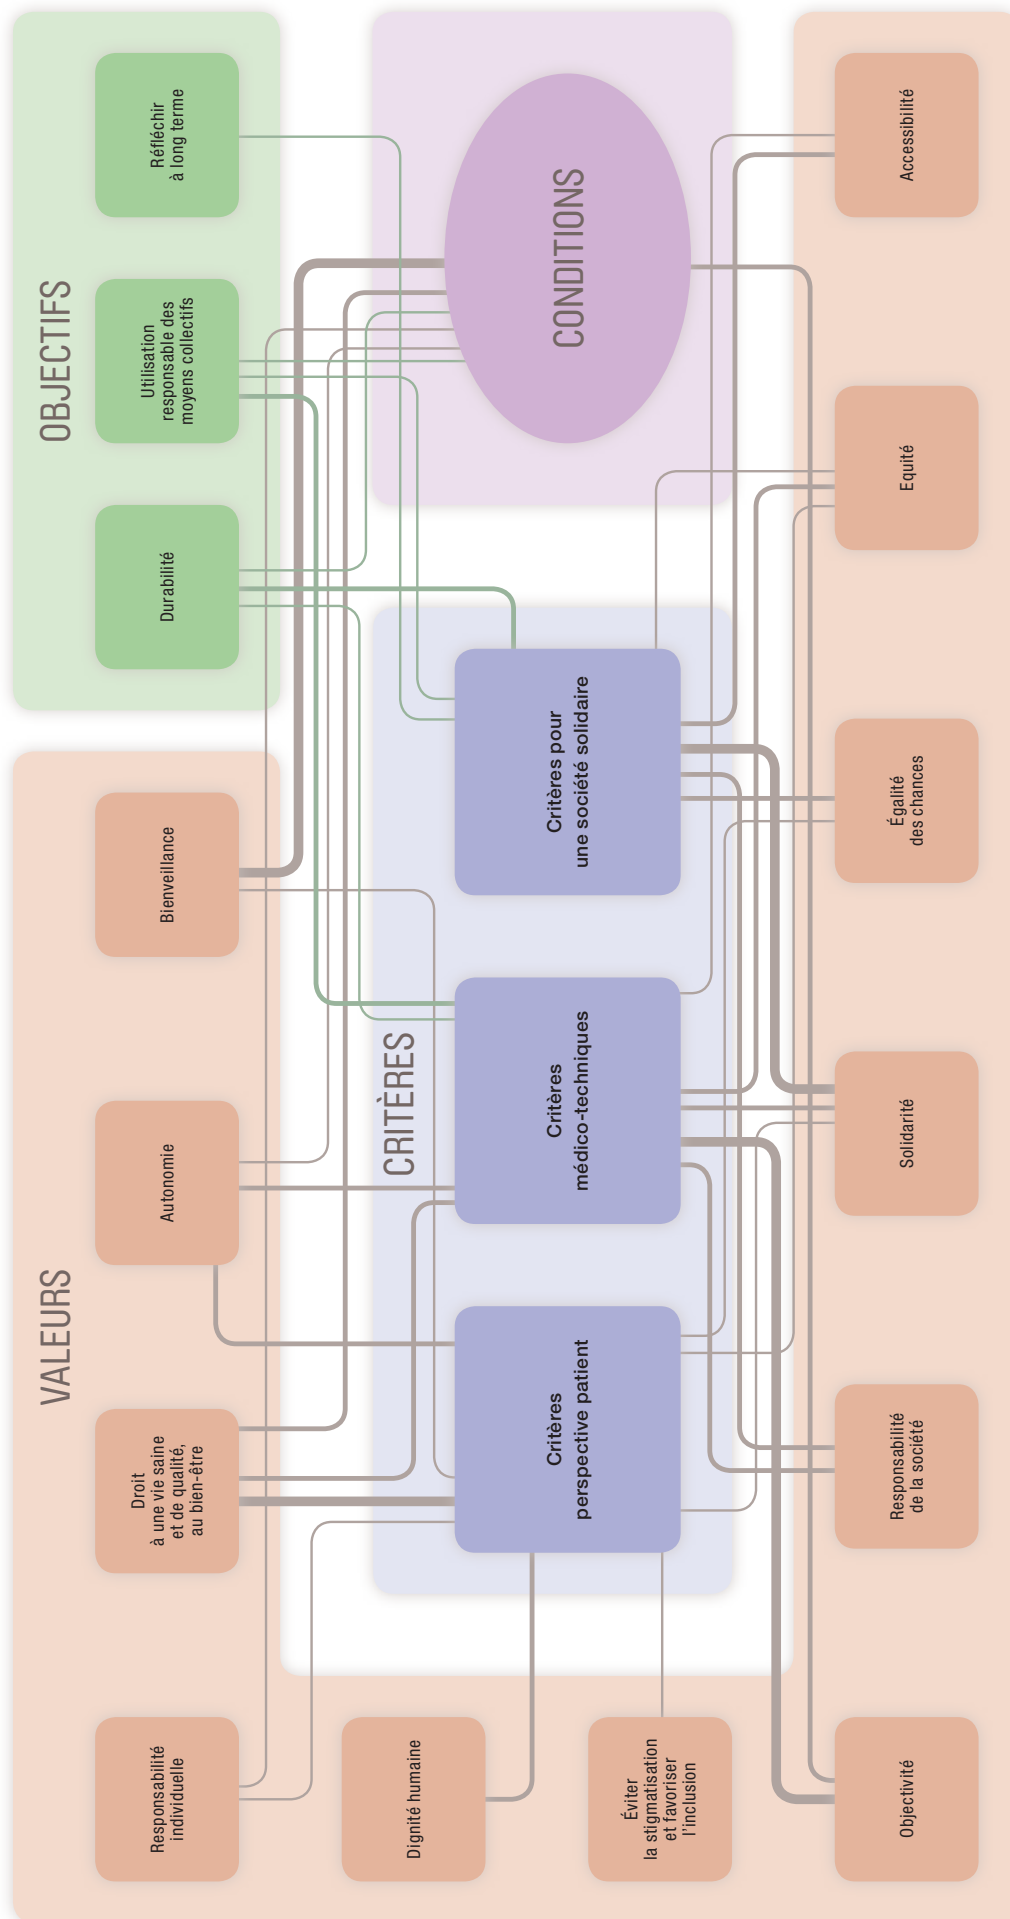 VALEURS
OBJECTIFS
Responsabilité
individuelle
Droit
à une vie saine
et de qualité,
au bien-être
Autonomie
Bienveillance
Durabilité
Utilisation
responsable des
moyens collectifs
Réfléchir
à long terme
Dignité humaine
CRITÈRES
Critères
perspective patient
Critères
médico-techniques
Critères pour
une société solidaire
CONDITIONS
Éviter
la stigmatisation
et favoriser
l'inclusion
Objectivité
Responsabilité
de la société
Solidarité
Égalité
des chances
Equité
Accessibilité